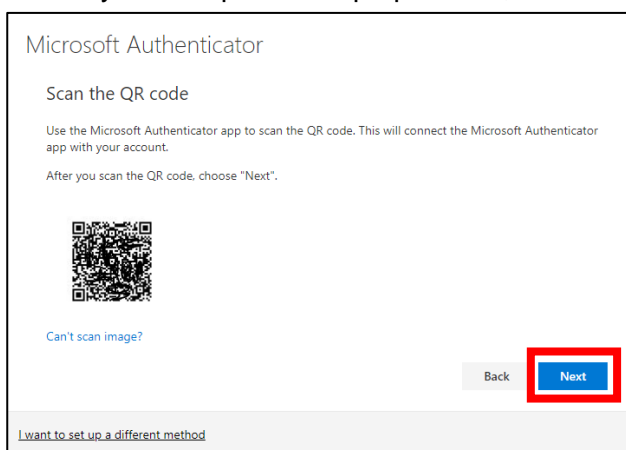 Microsoft Authenticator
Scan the QR code
Use the Microsoft Authenticator app to scan the QR code. This will connect the Microsoft Authenticator
app with your account.
After you scan the QR code, choose "Next".
Can't scan image?
Back Next
I want to set up a different method